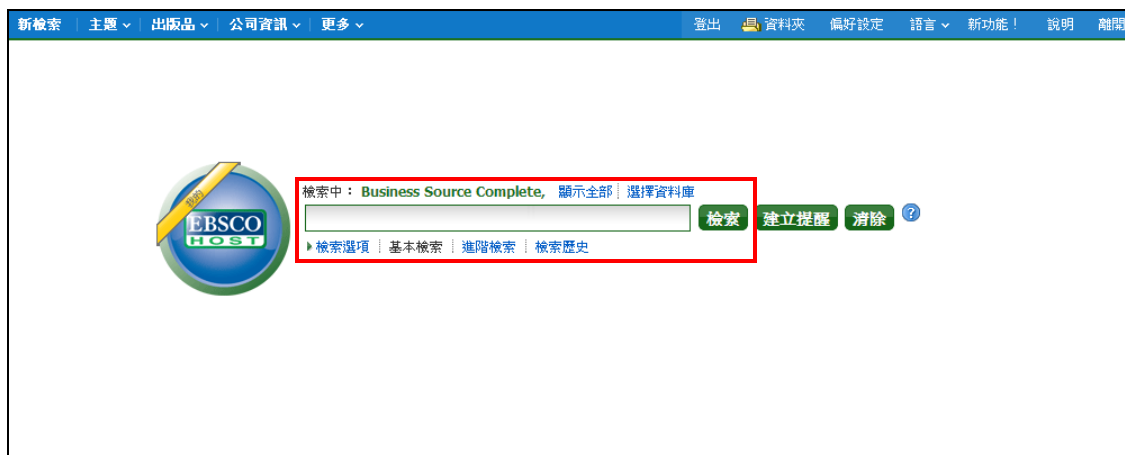 新檢索 主題 出版品 公司資訊 更多 登出 資料夾 偏好設定 語言 新功能！ 說明 離開
我的
EBSCO
HOST
檢索中： Business Source Complete, 顯示全部 選擇資料庫
檢索 建立提醒 清除 ?
檢索選項 基本檢索 進階檢索 檢索歷史